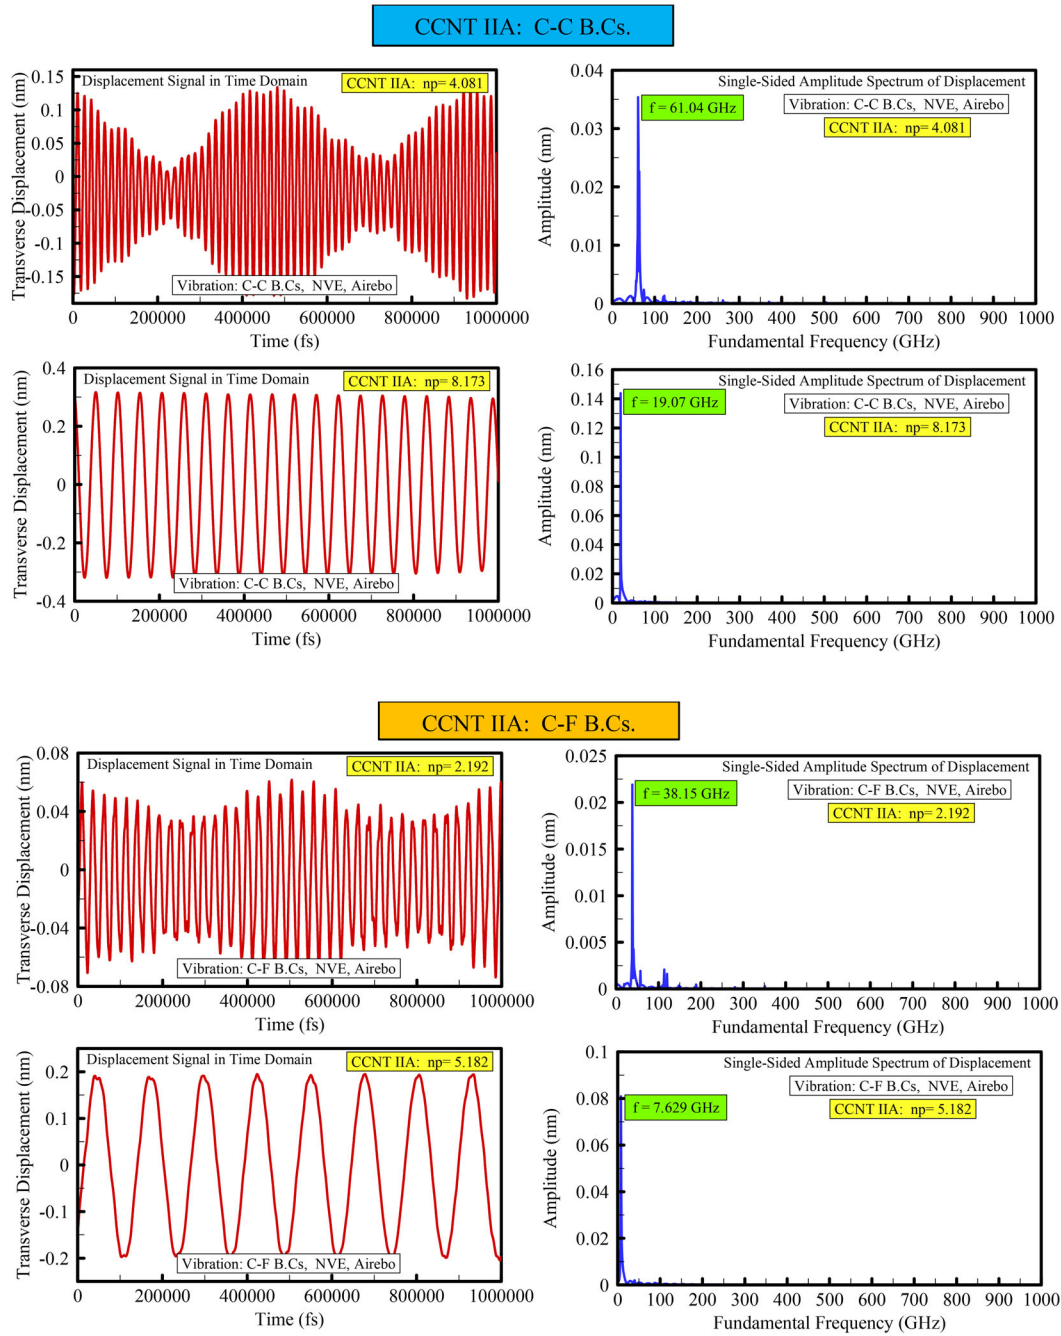 CCNT IIA: C-C B.Cs.
Displacement Signal in Time Domain
CCNT IIA: np= 4.081
Vibration: C-C B.Cs, NVE, Airebo
Transverse Displacement (nm)
0.15
0.1
0.05
0
-0.05
-0.1
-0.15
0 200000 400000 600000 800000 1000000
Time (fs)
Single-Sided Amplitude Spectrum of Displacement
Vibration: C-C B.Cs, NVE, Airebo
CCNT IIA: np= 4.081
f = 61.04 GHz
Amplitude (nm)
0.04
0.03
0.02
0.01
0
0 100 200 300 400 500 600 700 800 900 1000
Fundamental Frequency (GHz)
Displacement Signal in Time Domain
CCNT IIA: np= 8.173
Vibration: C-C B.Cs, NVE, Airebo
Transverse Displacement (nm)
0.4
0.2
0
-0.2
-0.4
0 200000 400000 600000 800000 1000000
Time (fs)
Single-Sided Amplitude Spectrum of Displacement
Vibration: C-C B.Cs, NVE, Airebo
CCNT IIA: np= 8.173
f = 19.07 GHz
Amplitude (nm)
0.16
0.14
0.12
0.1
0.08
0.06
0.04
0.02
0
0 100 200 300 400 500 600 700 800 900 1000
Fundamental Frequency (GHz)
CCNT IIA: C-F B.Cs.
Displacement Signal in Time Domain
CCNT IIA: np= 2.192
Vibration: C-F B.Cs, NVE, Airebo
Transverse Displacement (nm)
0.08
0.04
0
-0.04
-0.08
0 200000 400000 600000 800000 1000000
Time (fs)
Single-Sided Amplitude Spectrum of Displacement
Vibration: C-F B.Cs, NVE, Airebo
CCNT IIA: np= 2.192
f = 38.15 GHz
Amplitude (nm)
0.025
0.02
0.015
0.01
0.005
0
0 100 200 300 400 500 600 700 800 900 1000
Fundamental Frequency (GHz)
Displacement Signal in Time Domain
CCNT IIA: np= 5.182
Vibration: C-F B.Cs, NVE, Airebo
Transverse Displacement (nm)
0.2
0.1
0
-0.1
-0.2
0 200000 400000 600000 800000 1000000
Time (fs)
Single-Sided Amplitude Spectrum of Displacement
Vibration: C-F B.Cs, NVE, Airebo
CCNT IIA: np= 5.182
f = 7.629 GHz
Amplitude (nm)
0.1
0.08
0.06
0.04
0.02
0
0 100 200 300 400 500 600 700 800 900 1000
Fundamental Frequency (GHz)